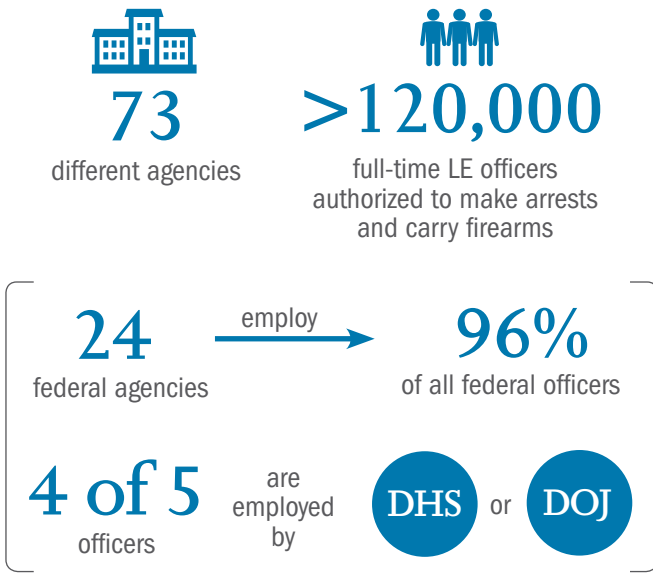 73
different agencies
>120,000
full-time LE officers
authorized to make arrests
and carry firearms
24
federal agencies
employ
96%
of all federal officers
4 of 5
officers
are
employed
by
DHS
or
DOJ